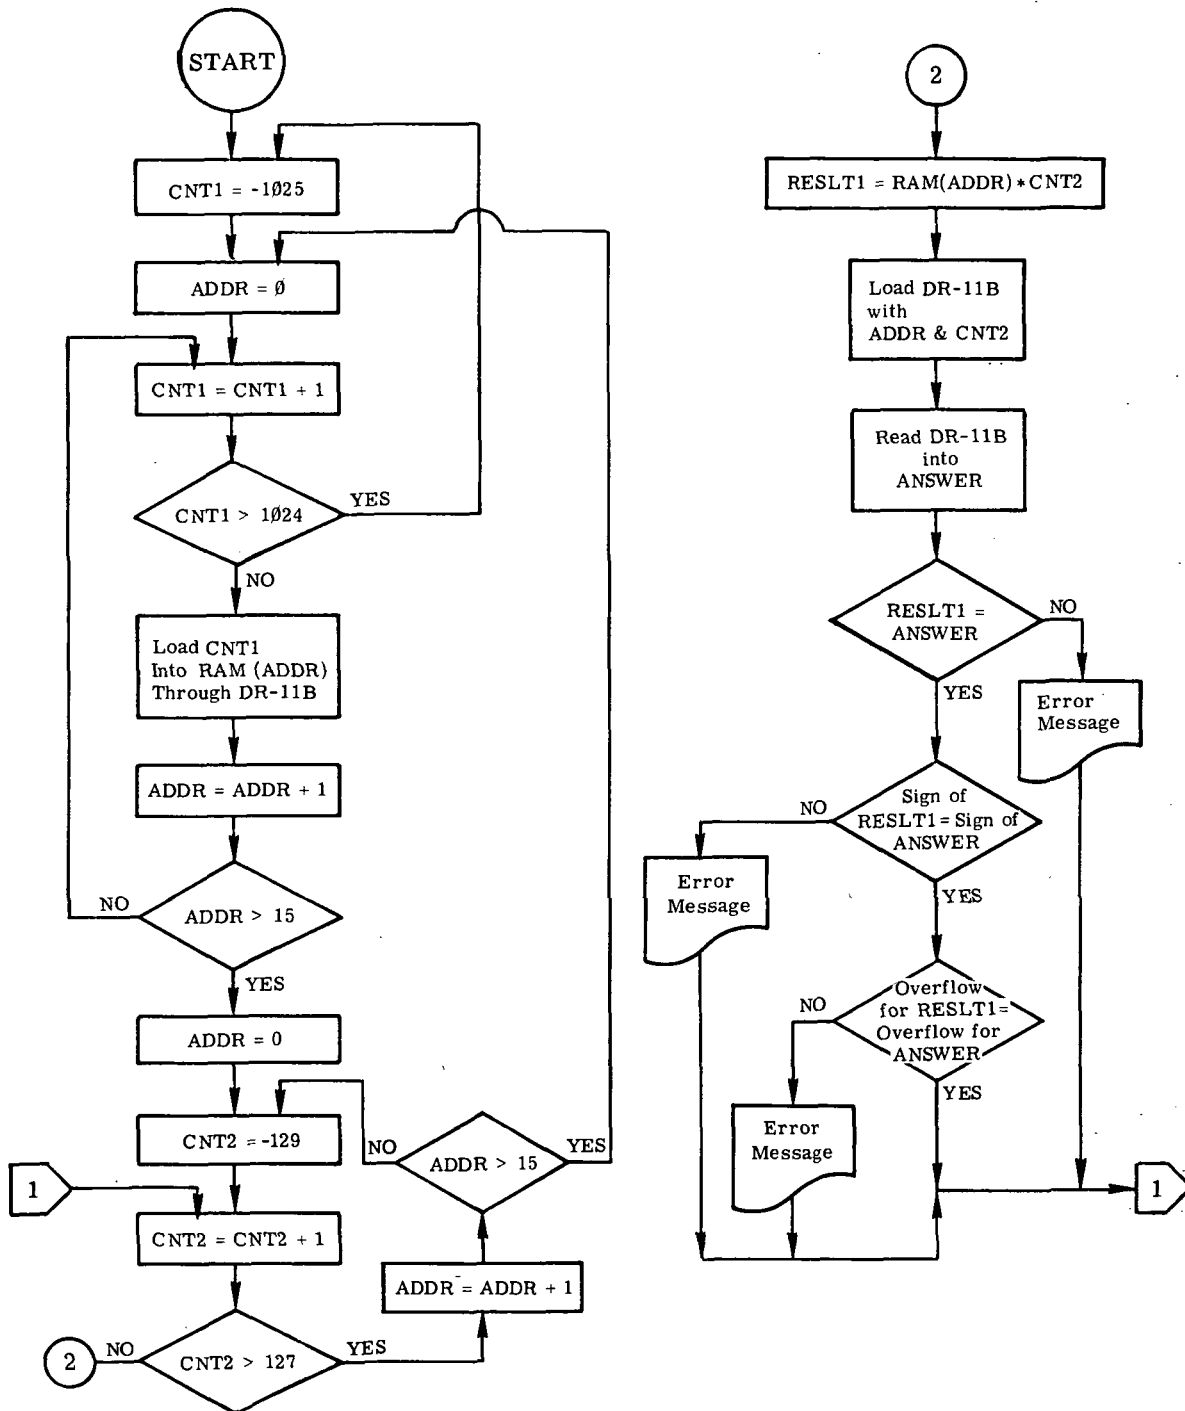 START
CNT1 = -1Ø25
ADDR = Ø
CNT1 = CNT1 + 1
CNT1 > 1Ø24
YES
NO
Load CNT1
Into RAM (ADDR)
Through DR-11B
ADDR = ADDR + 1
ADDR > 15
NO
YES
ADDR = 0
CNT2 = -129
1
CNT2 = CNT2 + 1
CNT2 > 127
NO
2
YES
ADDR = ADDR + 1
ADDR > 15
NO
YES
2
RESLT1 = RAM(ADDR)*CNT2
Load DR-11B
with
ADDR & CNT2
Read DR-11B
into
ANSWER
RESLT1 =
ANSWER
NO
YES
Error
Message
Sign of
RESLT1 = Sign of
ANSWER
NO
YES
Error
Message
Overflow
for RESLT1=
Overflow for
ANSWER
NO
YES
Error
Message
1